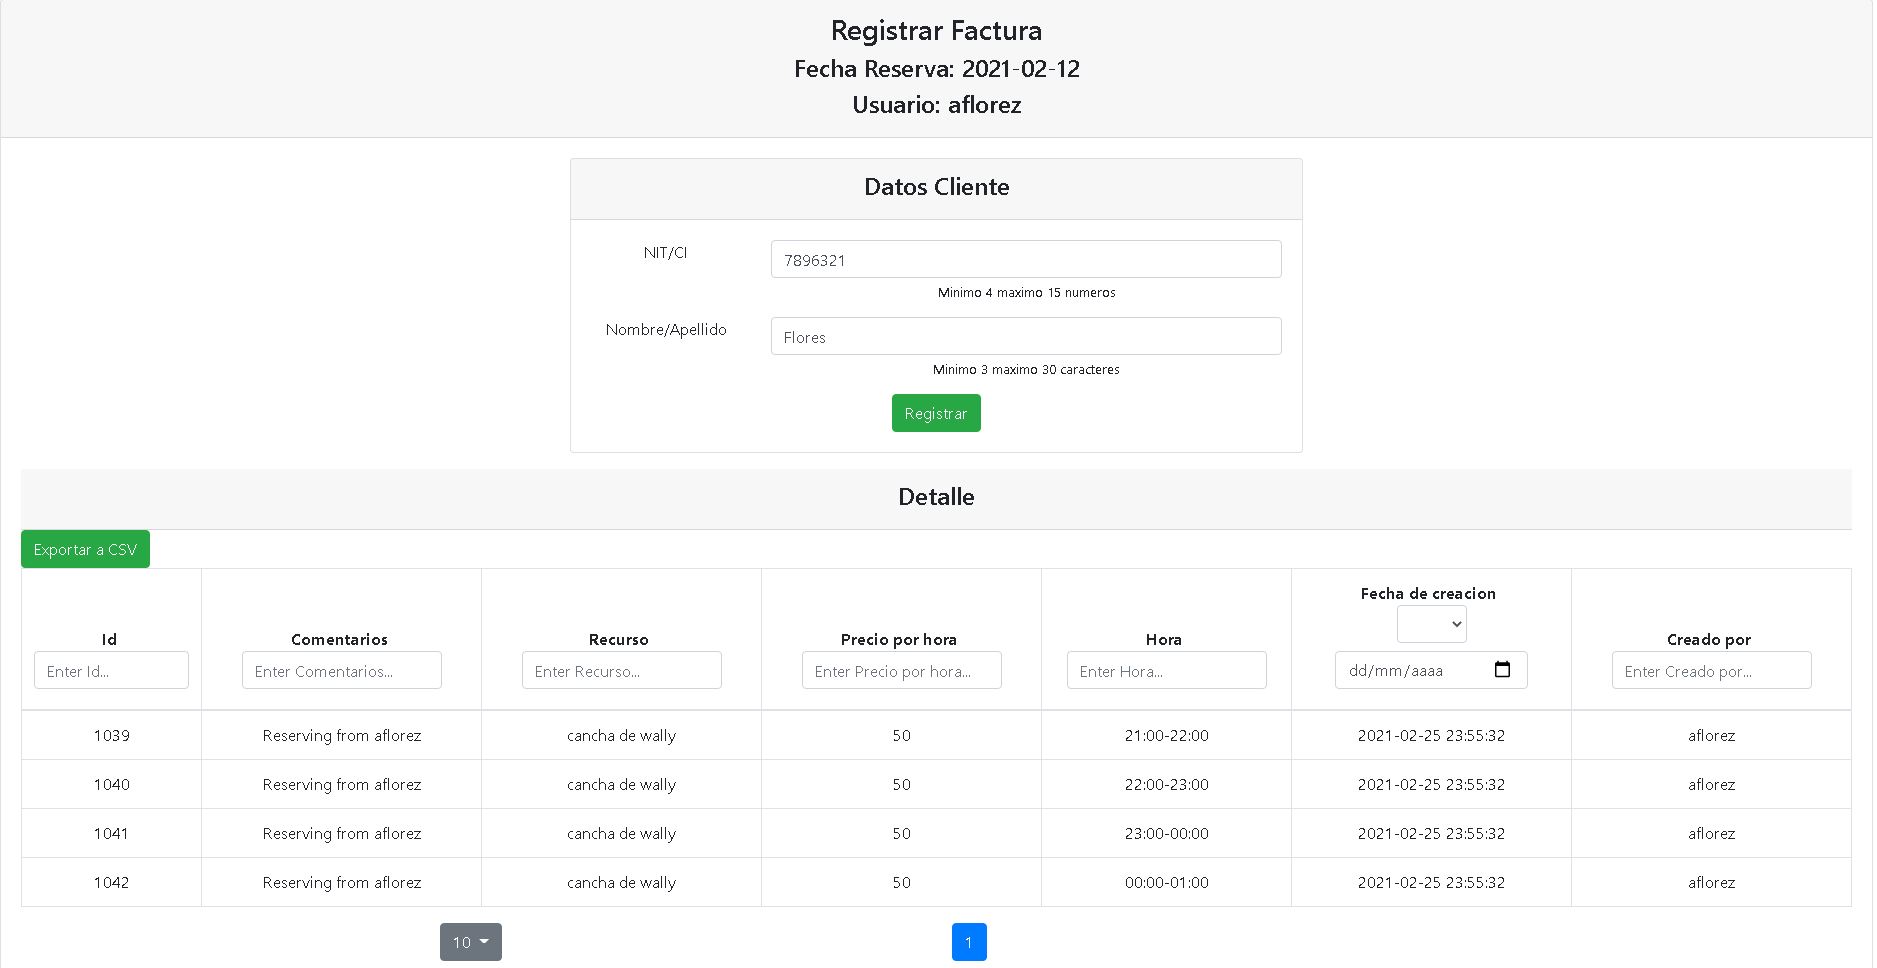 Registrar Factura
Fecha Reserva: 2021-02-12
Usuario: aflorez
Datos Cliente
NIT/CI 7896321
Minimo 4 maximo 15 numeros
Nombre/Apellido Flores
Minimo 3 maximo 30 caracteres
Registrar
Detalle
Exportar a CSV
Fecha de creacion
Id Comentarios Recurso Precio por hora Hora Creado por
Enter Id... Enter Comentarios... Enter Recurso... Enter Precio por hora... Enter Hora... dd/mm/aaaa Enter Creado por...
1039 Reserving from aflorez cancha de wally 50 21:00-22:00 2021-02-25 23:55:32 aflorez
1040 Reserving from aflorez cancha de wally 50 22:00-23:00 2021-02-25 23:55:32 aflorez
1041 Reserving from aflorez cancha de wally 50 23:00-00:00 2021-02-25 23:55:32 aflorez
1042 Reserving from aflorez cancha de wally 50 00:00-01:00 2021-02-25 23:55:32 aflorez
10 1